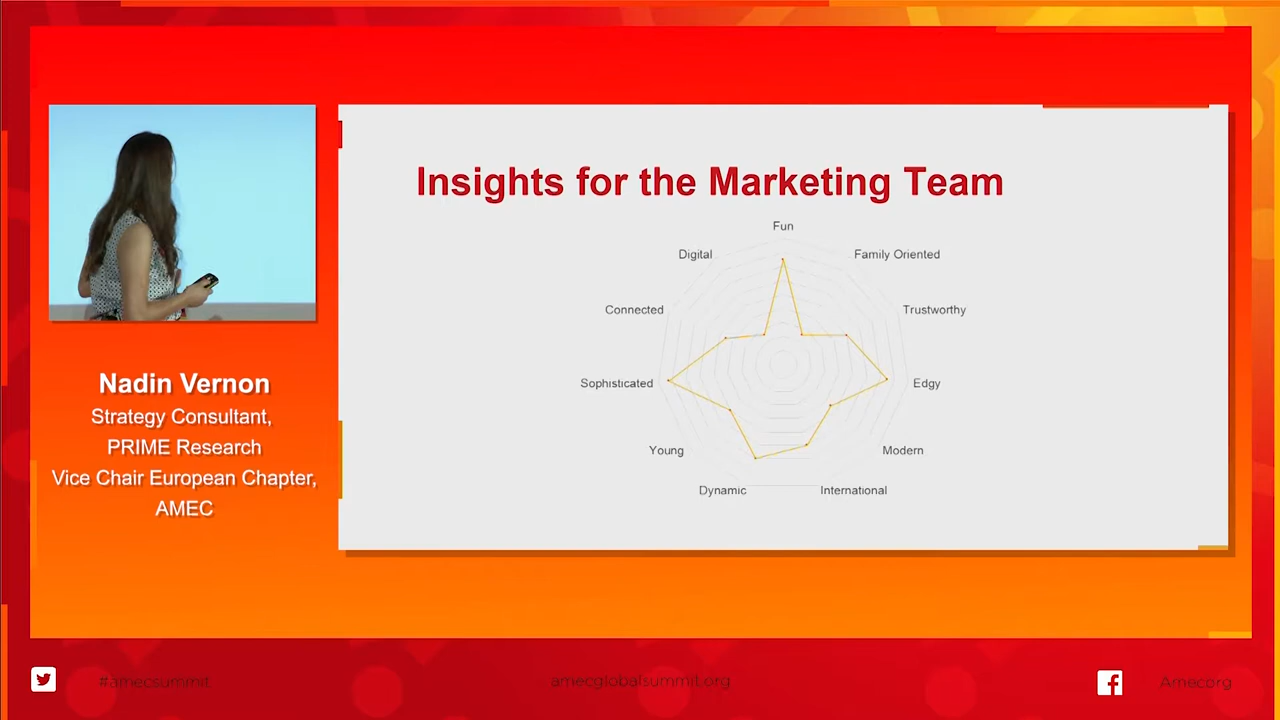 Insights for the Marketing Team
Fun
Digital
Family Oriented
Connected
Trustworthy
Sophisticated
Edgy
Young
Modern
Dynamic
International
Nadin Vernon
Strategy Consultant,
PRIME Research
Vice Chair European Chapter,
AMEC
#amecsummit
amecglobalsummit.org
Amecorg